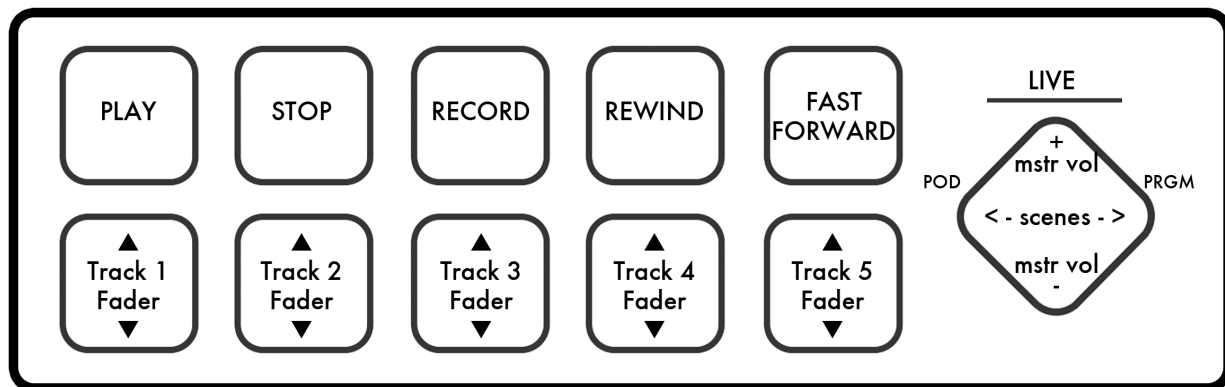 PLAY
STOP
RECORD
REWIND
FAST
FORWARD
LIVE
POD
PRGM
+
mstr vol
< - scenes - >
mstr vol
-
▲
Track 1
Fader
▼
▲
Track 2
Fader
▼
▲
Track 3
Fader
▼
▲
Track 4
Fader
▼
▲
Track 5
Fader
▼